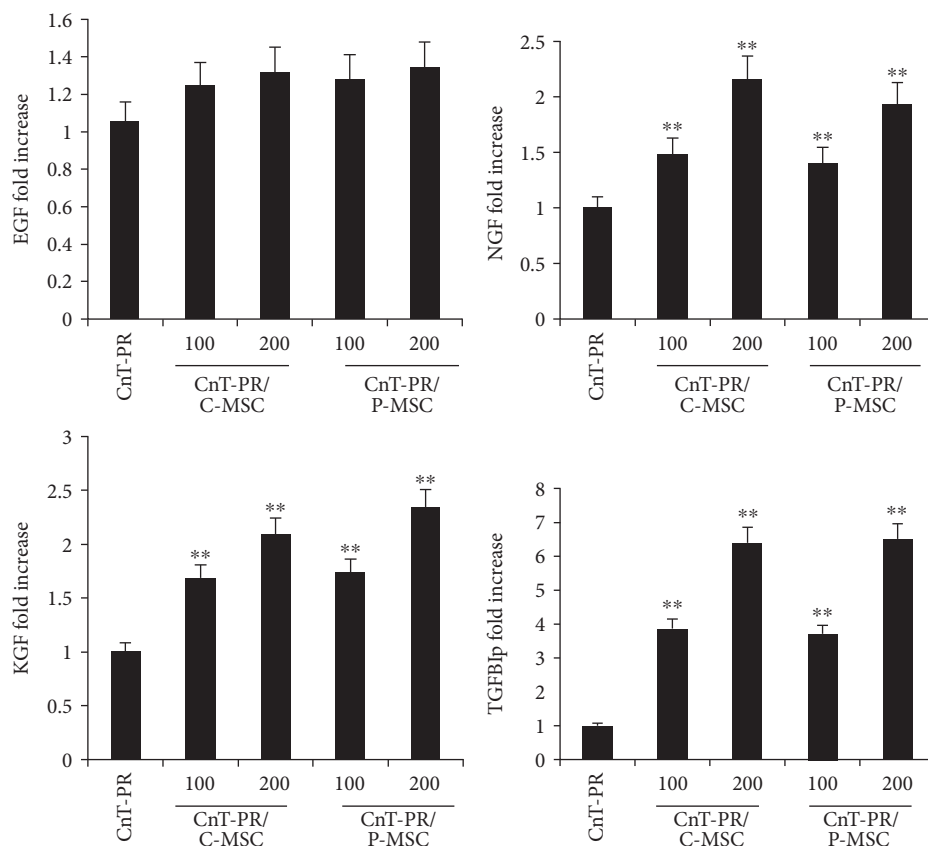 EGF fold increase
1.6
1.4
1.2
1
0.8
0.6
0.4
0.2
0
CnT-PR
100
200
100
200
CnT-PR/
C-MSC
CnT-PR/
P-MSC
NGF fold increase
2.5
2
1.5
1
0.5
0
**
**
**
**
CnT-PR
100
200
100
200
CnT-PR/
C-MSC
CnT-PR/
P-MSC
KGF fold increase
3
2.5
2
1.5
1
0.5
0
**
**
**
**
CnT-PR
100
200
100
200
CnT-PR/
C-MSC
CnT-PR/
P-MSC
TGFBIp fold increase
8
7
6
5
4
3
2
1
0
**
**
**
**
CnT-PR
100
200
100
200
CnT-PR/
C-MSC
CnT-PR/
P-MSC